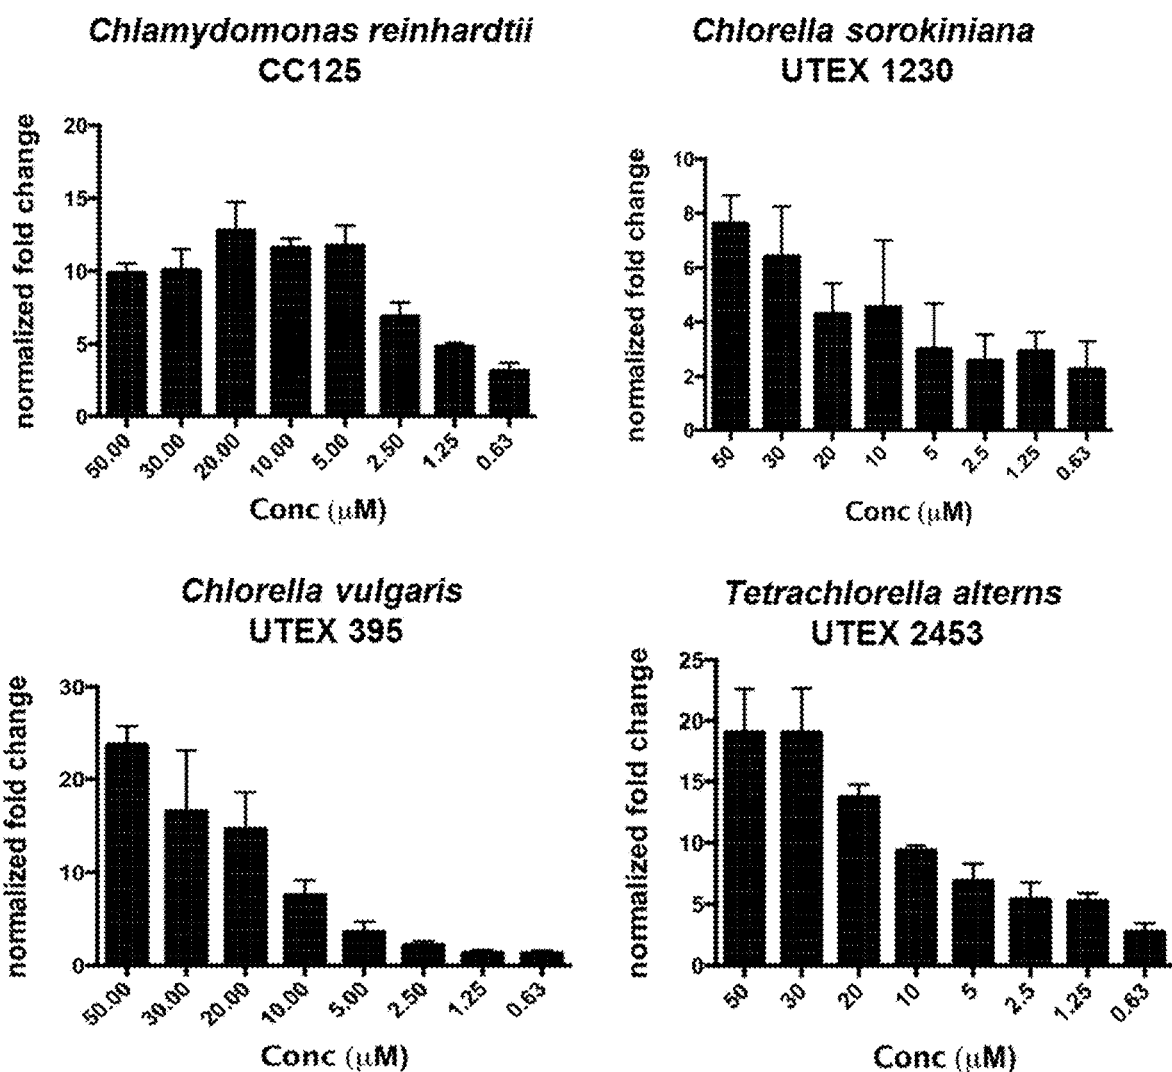 Chlamydomonas reinhardtii
CC125
normalized fold change
20
15
10
5
0
50.00 30.00 20.00 10.00 5.00 2.50 1.25 0.63
Conc (μM)
Chlorella sorokiniana
UTEX 1230
normalized fold change
10
8
6
4
2
0
50 30 20 10 5 2.5 1.25 0.63
Conc (μM)
Chlorella vulgaris
UTEX 395
normalized fold change
30
20
10
0
50.00 30.00 20.00 10.00 5.00 2.50 1.25 0.63
Conc (μM)
Tetrachlorella alterns
UTEX 2453
normalized fold change
25
20
15
10
5
0
50 30 20 10 5 2.5 1.25 0.63
Conc (μM)